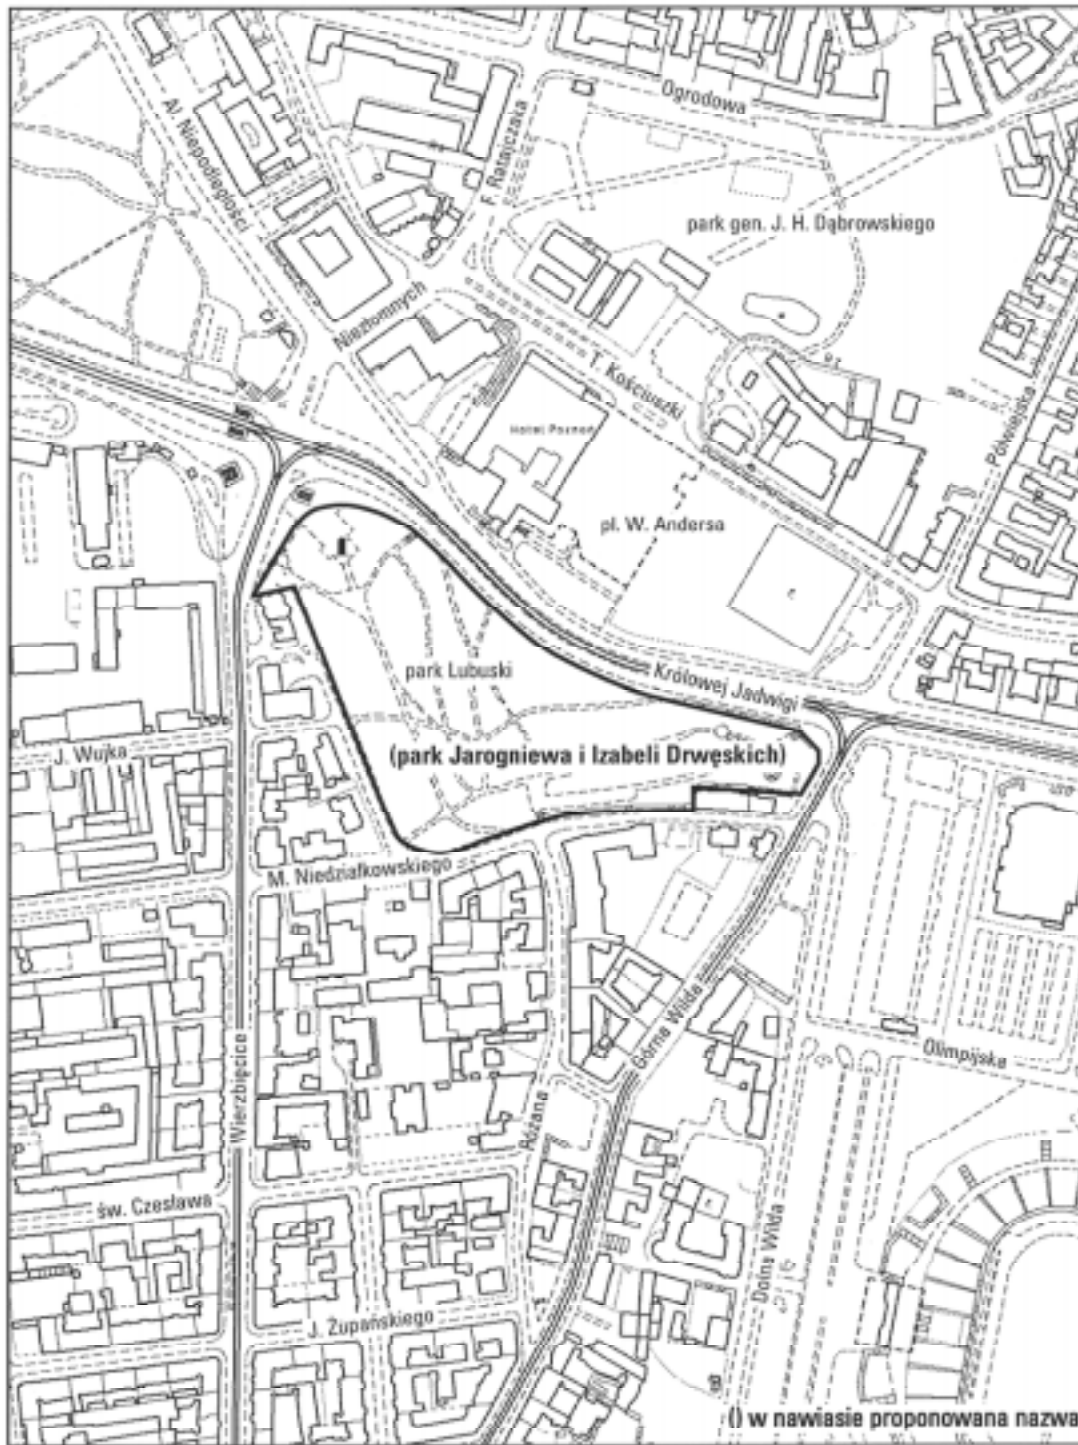 Ogrodowa
Al. Niepodległości
F. Ratajczaka
park gen. J. H. Dąbrowskiego
Niezłomnych
T. Kościuszki
Półwiejska
Hotel Poznań
pl. W. Andersa
park Lubuski
Królowej Jadwigi
(park Jarogniewa i Izabeli Drwęskich)
J. Wujka
M. Niedziałkowskiego
Wierzbięcice
Górna Wilda
Olimpijska
Różana
św. Czesława
Dolna Wilda
J. Żupańskiego
() w nawiasie proponowana nazwa